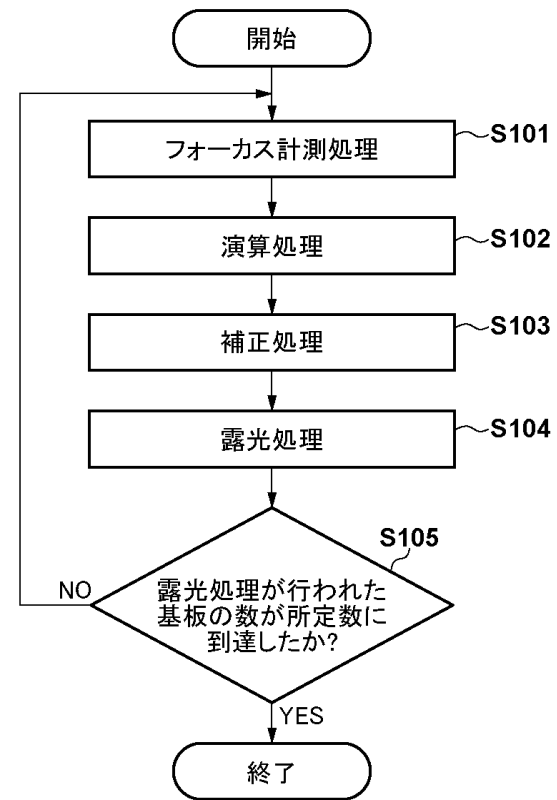 開始
フォーカス計測処理
S101
演算処理
S102
補正処理
S103
露光処理
S104
S105
露光処理が行われた
基板の数が所定数に
到達したか?
NO
YES
終了